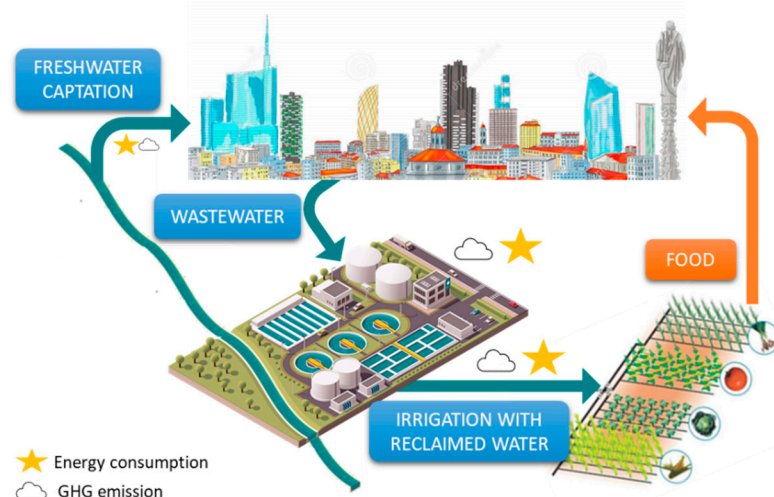 FRESHWATER
CAPTATION
WASTEWATER
FOOD
IRRIGATION WITH
RECLAIMED WATER
Energy consumption
GHG emission